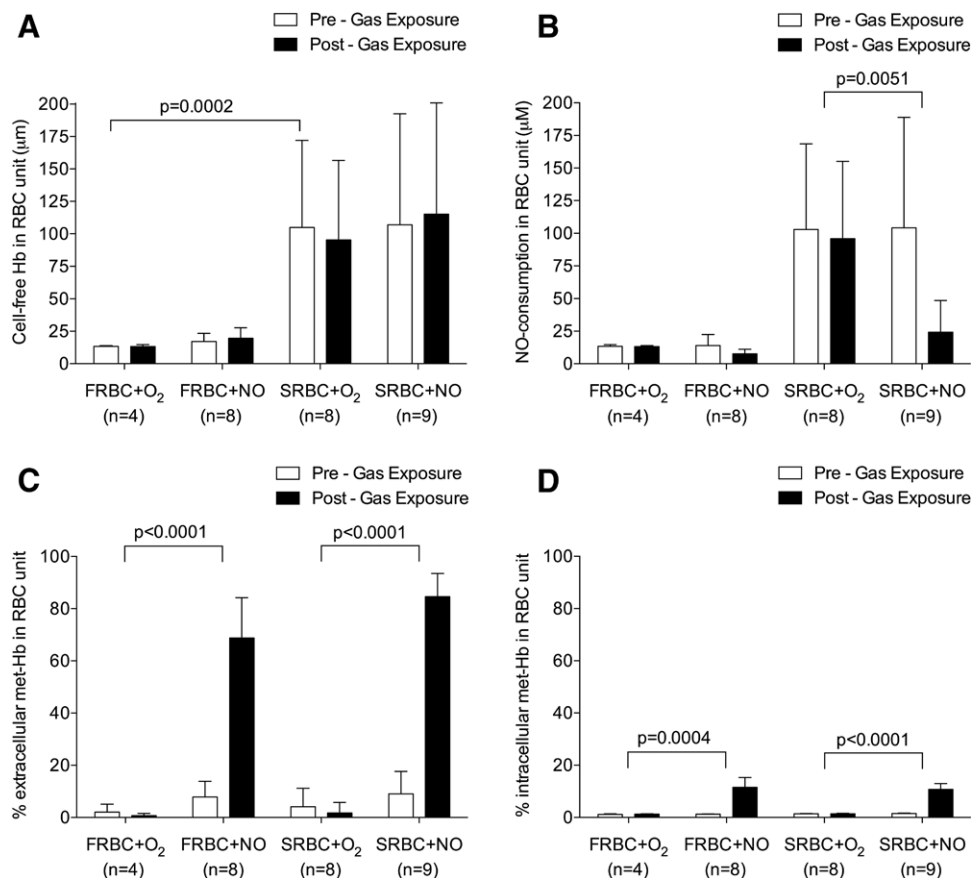 A
Pre - Gas Exposure
Post - Gas Exposure
p=0.0002
Cell-free Hb in RBC unit (μm)
200
175
150
125
100
75
50
25
0
FRBC+O₂ FRBC+NO SRBC+O₂ SRBC+NO
(n=4) (n=8) (n=8) (n=9)
B
Pre - Gas Exposure
Post - Gas Exposure
p=0.0051
NO-consumption in RBC unit (μM)
200
175
150
125
100
75
50
25
0
FRBC+O₂ FRBC+NO SRBC+O₂ SRBC+NO
(n=4) (n=8) (n=8) (n=9)
C
Pre - Gas Exposure
Post - Gas Exposure
p<0.0001 p<0.0001
% extracellular met-Hb in RBC unit
100
80
60
40
20
0
FRBC+O₂ FRBC+NO SRBC+O₂ SRBC+NO
(n=4) (n=8) (n=8) (n=9)
D
Pre - Gas Exposure
Post - Gas Exposure
p=0.0004 p<0.0001
% intracellular met-Hb in RBC unit
100
80
60
40
20
0
FRBC+O₂ FRBC+NO SRBC+O₂ SRBC+NO
(n=4) (n=8) (n=8) (n=9)